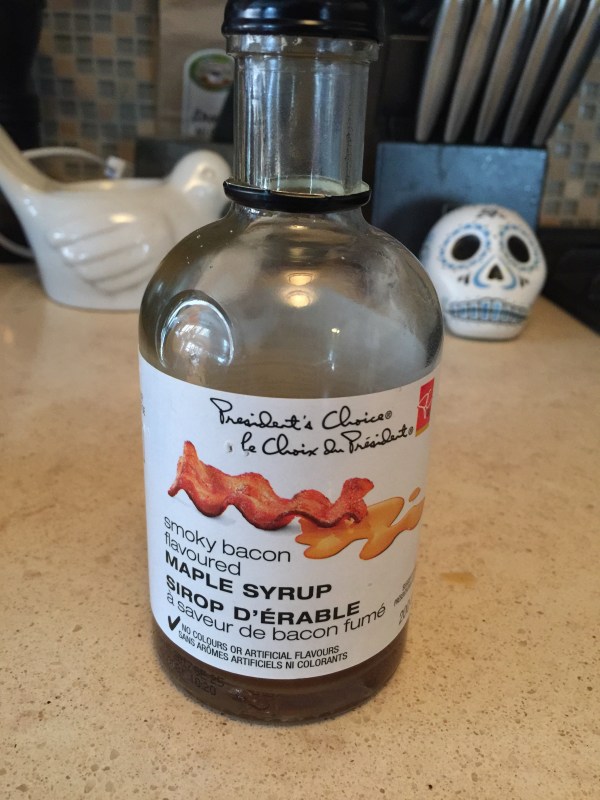 President's Choice®
le Choix du Président®
PC
smoky bacon
flavoured
MAPLE SYRUP
SIROP D'ÉRABLE
à saveur de bacon fumé
NO COLOURS OR ARTIFICIAL FLAVOURS
SANS ARÔMES ARTIFICIELS NI COLORANTS